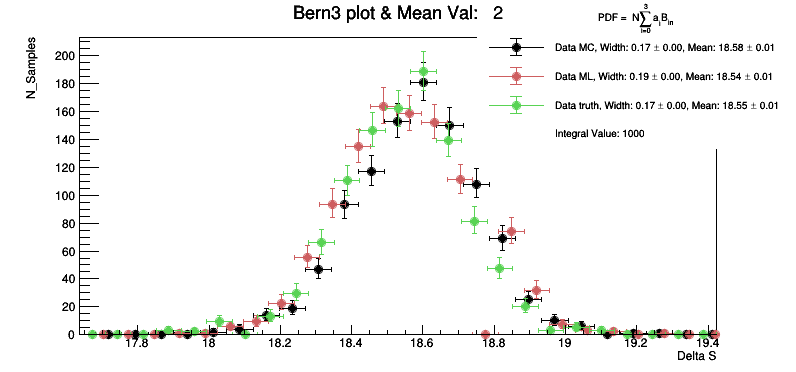 Bern3 plot & Mean Val: 2
PDF = N∑ a_i B_in
3
i=0
N_Samples
Data MC, Width: 0.17 ± 0.00, Mean: 18.58 ± 0.01
Data ML, Width: 0.19 ± 0.00, Mean: 18.54 ± 0.01
Data truth, Width: 0.17 ± 0.00, Mean: 18.55 ± 0.01
Integral Value: 1000
200
180
160
140
120
100
80
60
40
20
0
17.8 18 18.2 18.4 18.6 18.8 19 19.2 19.4
Delta S